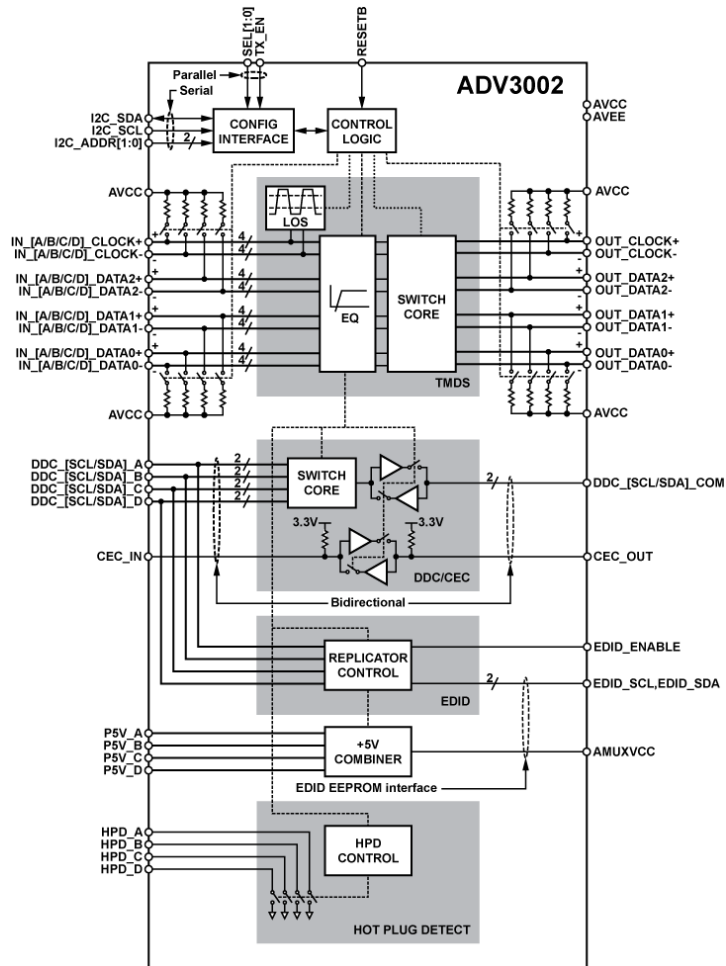 SEL[1:0]
TX_EN
RESETB
ADV3002
Parallel
Serial
I2C_SDA
I2C_SCL
I2C_ADDR[1:0]
2
CONFIG
INTERFACE
CONTROL
LOGIC
AVCC
AVEE
AVCC
LOS
AVCC
+
IN_[A/B/C/D]_CLOCK+
IN_[A/B/C/D]_CLOCK-
-
4
4
+
IN_[A/B/C/D]_DATA2+
IN_[A/B/C/D]_DATA2-
-
4
4
+
IN_[A/B/C/D]_DATA1+
IN_[A/B/C/D]_DATA1-
-
4
4
+
IN_[A/B/C/D]_DATA0+
IN_[A/B/C/D]_DATA0-
-
4
4
EQ
SWITCH
CORE
+
OUT_CLOCK+
OUT_CLOCK-
-
+
OUT_DATA2+
OUT_DATA2-
-
+
OUT_DATA1+
OUT_DATA1-
-
+
OUT_DATA0+
OUT_DATA0-
-
TMDS
AVCC
AVCC
DDC_[SCL/SDA]_A
DDC_[SCL/SDA]_B
DDC_[SCL/SDA]_C
DDC_[SCL/SDA]_D
2
2
2
2
SWITCH
CORE
2
DDC_[SCL/SDA]_COM
3.3V
3.3V
CEC_IN
CEC_OUT
DDC/CEC
Bidirectional
REPLICATOR
CONTROL
EDID_ENABLE
2
EDID_SCL,EDID_SDA
EDID
P5V_A
P5V_B
P5V_C
P5V_D
+5V
COMBINER
AMUXVCC
EDID EEPROM interface
HPD_A
HPD_B
HPD_C
HPD_D
HPD
CONTROL
HOT PLUG DETECT